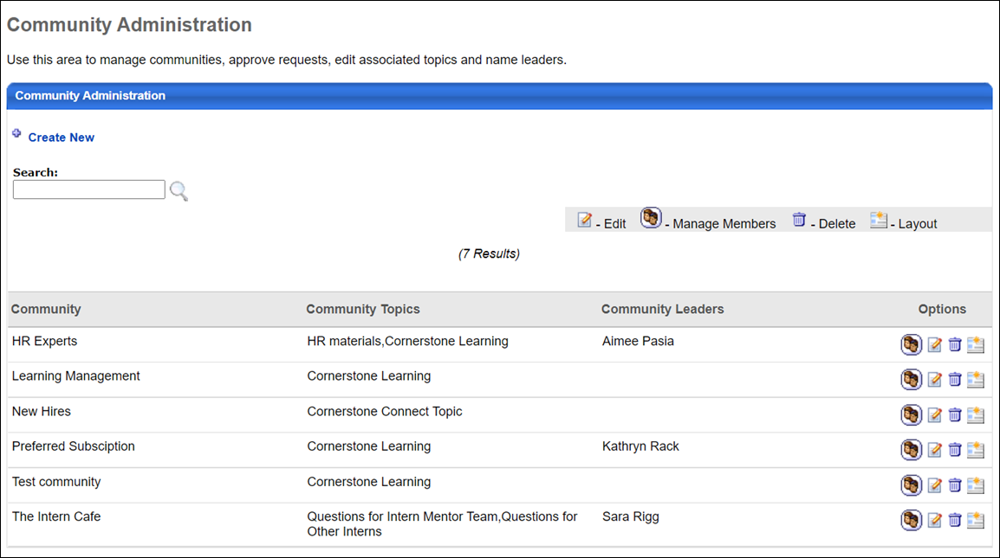 Community Administration
Use this area to manage communities, approve requests, edit associated topics and name leaders.
Community Administration
Create New
Search:
- Edit - Manage Members - Delete - Layout
(7 Results)
Community Community Topics Community Leaders Options
HR Experts HR materials,Cornerstone Learning Aimee Pasia
Learning Management Cornerstone Learning
New Hires Cornerstone Connect Topic
Preferred Subsciption Cornerstone Learning Kathryn Rack
Test community Cornerstone Learning
The Intern Cafe Questions for Intern Mentor Team,Questions for Sara Rigg
Other Interns